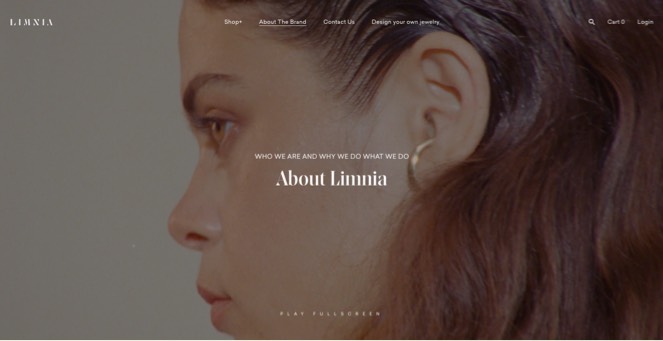 LIMNIA
Shop+
About The Brand
Contact Us
Design your own jewelry
Cart 0
Login
WHO WE ARE AND WHY WE DO WHAT WE DO
About Limnia
PLAY FULLSCREEN